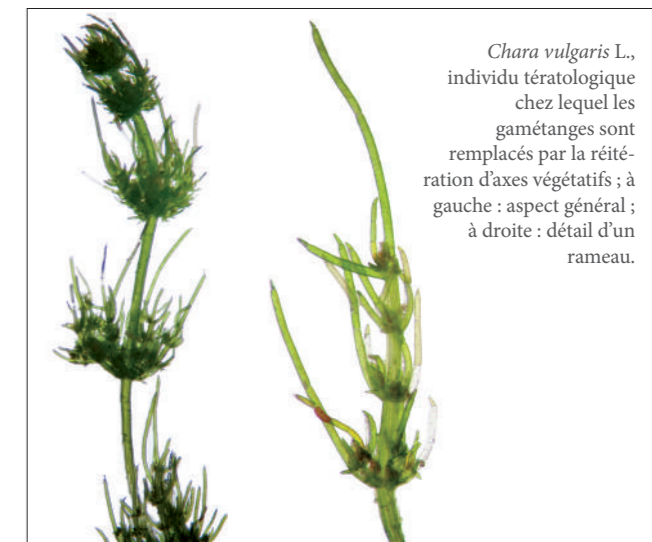 Chara vulgaris L.,
individu tératologique
chez lequel les
gamétanges sont
remplacés par la réité-
ration d'axes végétatifs ; à
gauche : aspect général ;
à droite : détail d'un
rameau.